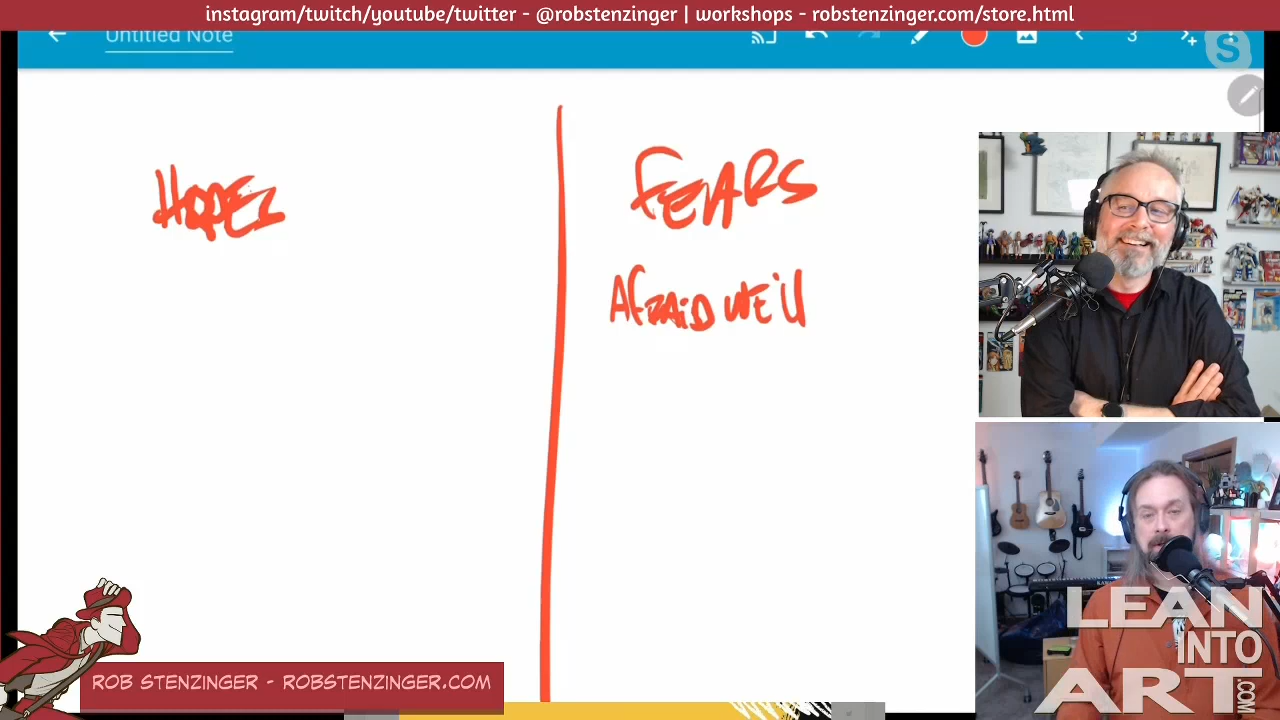 instagram/twitch/youtube/twitter - @robstenzinger | workshops - robstenzinger.com/store.html
Untitled Note
3
S
HOPES
FEARS
AfRAiD WE'll
LEAN
INTO
ART
.COM
ROB STENZINGER - ROBSTENZINGER.COM